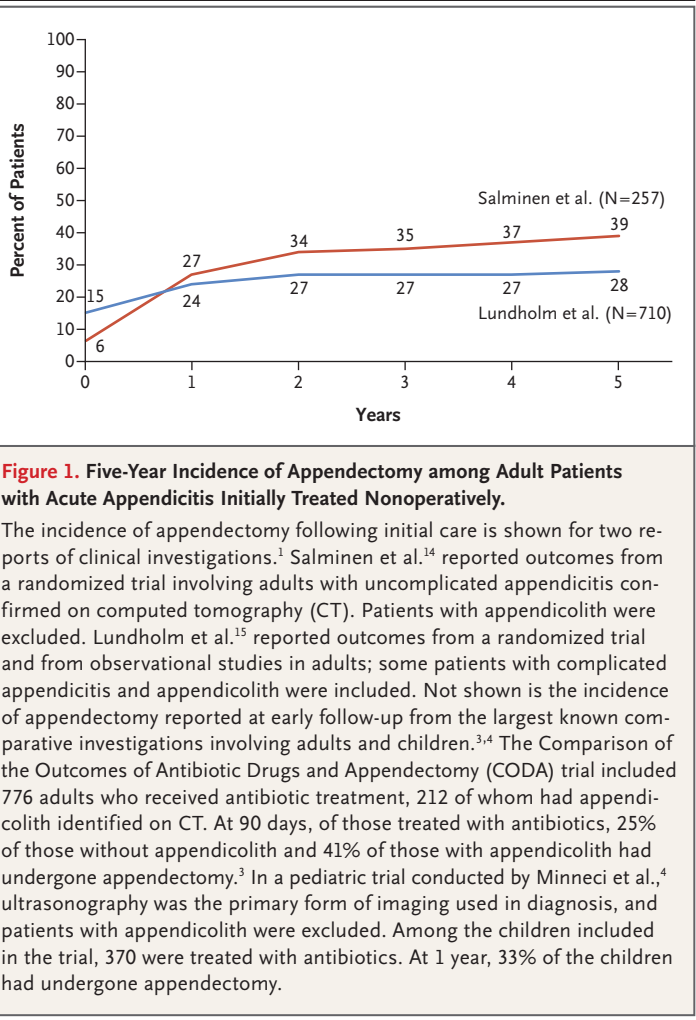 100
90
80
70
60
50
40
30
20
10
0
Percent of Patients
Salminen et al. (N=257)
39
37
35
34
27
15
6
24
27
27
27
28
Lundholm et al. (N=710)
0 1 2 3 4 5
Years
Figure 1. Five-Year Incidence of Appendectomy among Adult Patients
with Acute Appendicitis Initially Treated Nonoperatively.
The incidence of appendectomy following initial care is shown for two re-
ports of clinical investigations.¹ Salminen et al.¹⁴ reported outcomes from
a randomized trial involving adults with uncomplicated appendicitis con-
firmed on computed tomography (CT). Patients with appendicolith were
excluded. Lundholm et al.¹⁵ reported outcomes from a randomized trial
and from observational studies in adults; some patients with complicated
appendicitis and appendicolith were included. Not shown is the incidence
of appendectomy reported at early follow-up from the largest known com-
parative investigations involving adults and children.³,⁴ The Comparison of
the Outcomes of Antibiotic Drugs and Appendectomy (CODA) trial included
776 adults who received antibiotic treatment, 212 of whom had appendi-
colith identified on CT. At 90 days, of those treated with antibiotics, 25%
of those without appendicolith and 41% of those with appendicolith had
undergone appendectomy.³ In a pediatric trial conducted by Minneci et al.,⁴
ultrasonography was the primary form of imaging used in diagnosis, and
patients with appendicolith were excluded. Among the children included
in the trial, 370 were treated with antibiotics. At 1 year, 33% of the children
had undergone appendectomy.